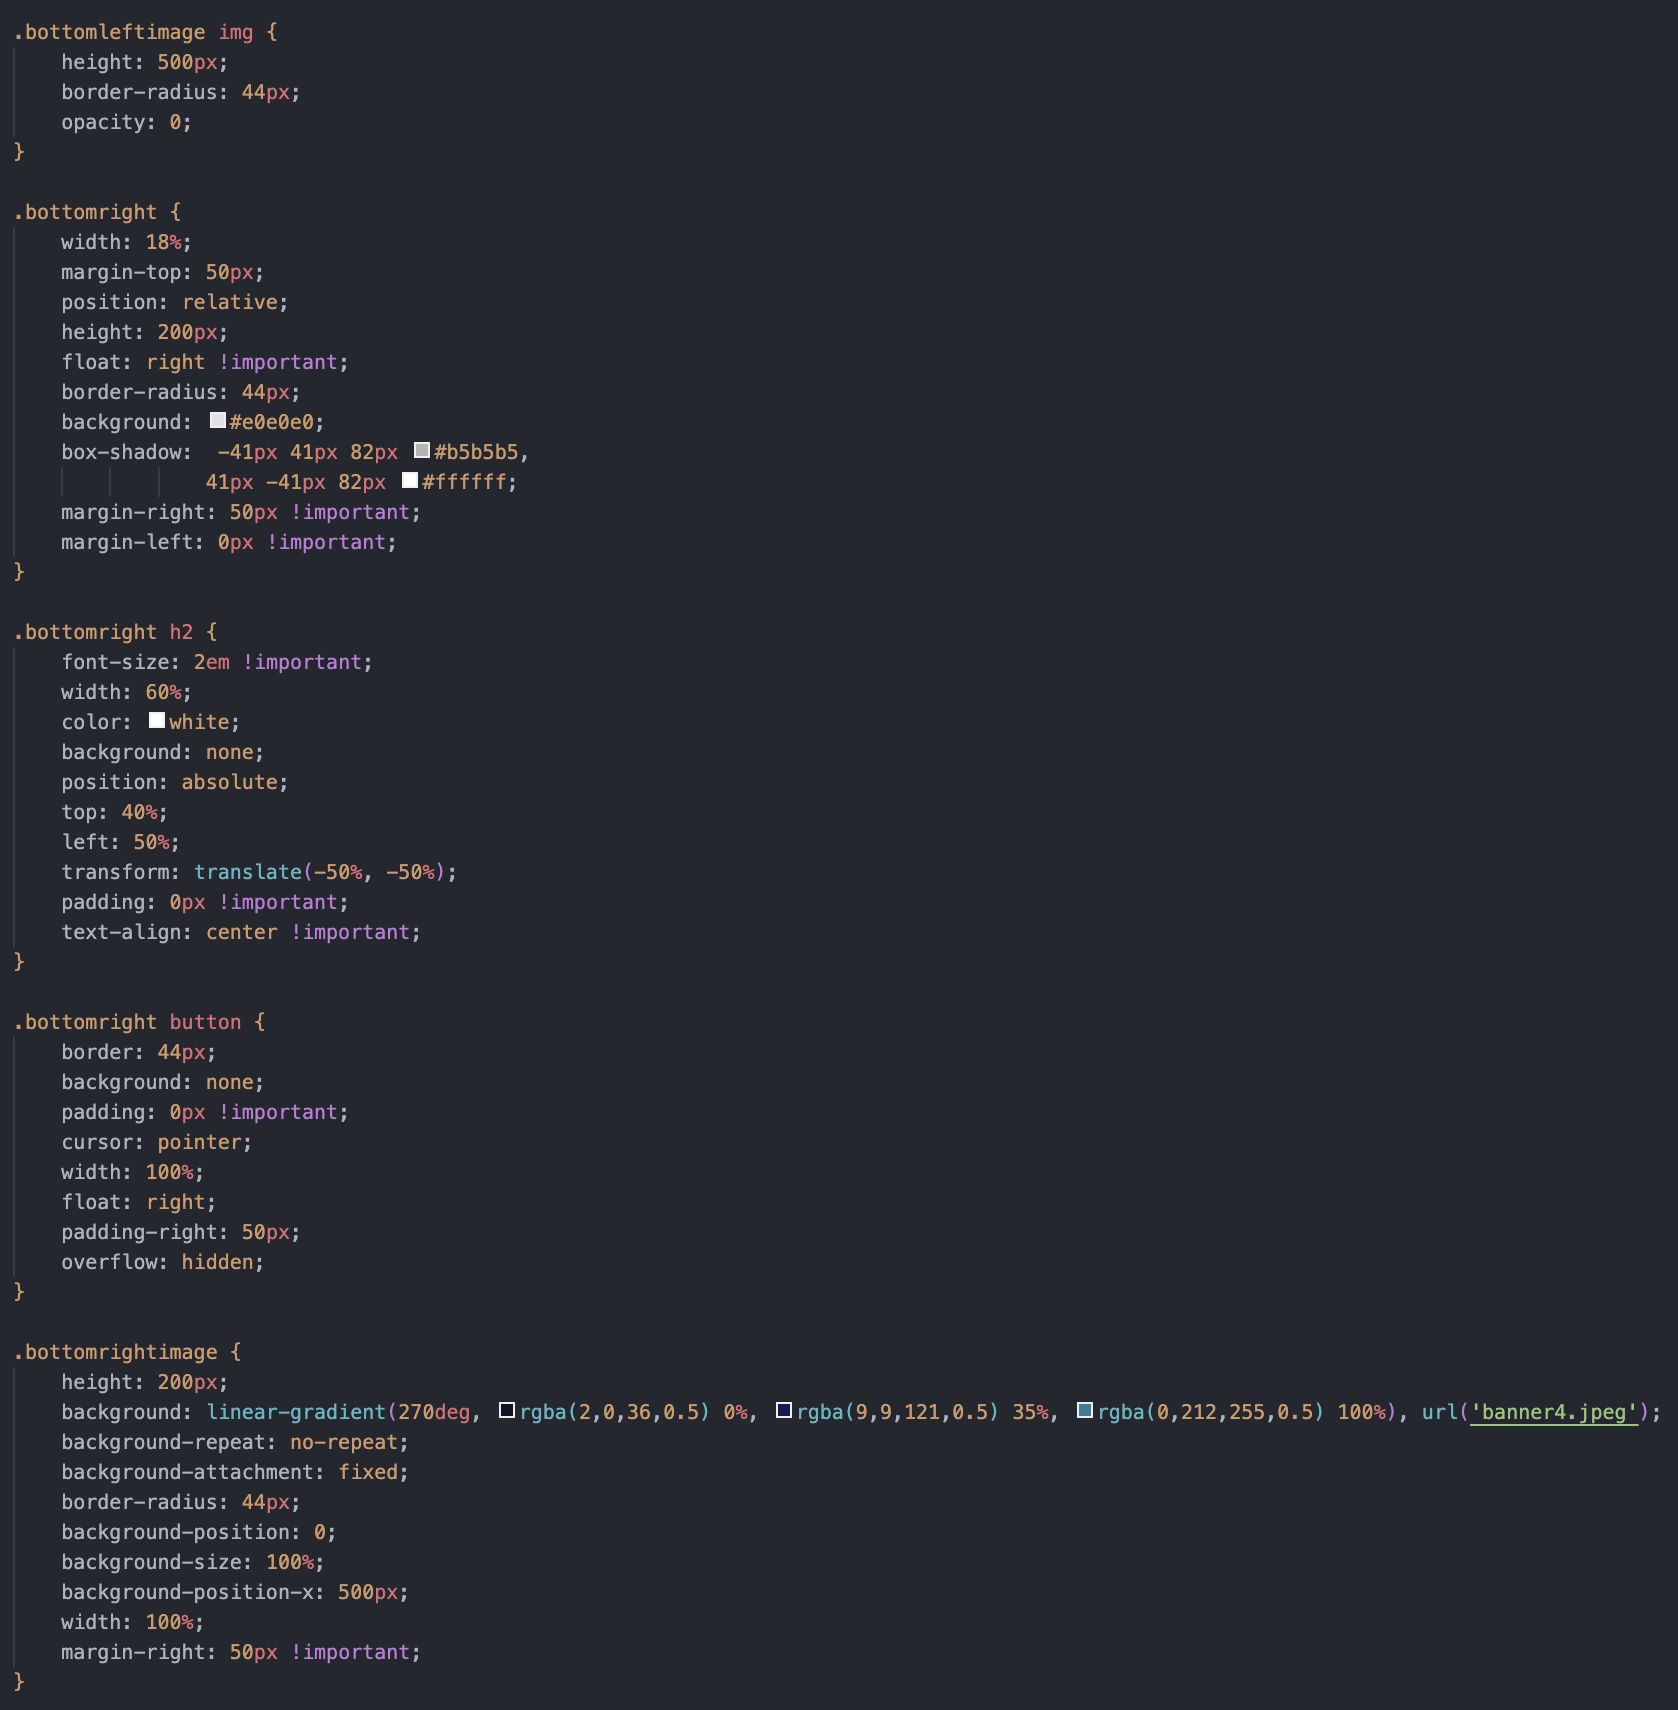 .bottomleftimage img {
    height: 500px;
    border-radius: 44px;
    opacity: 0;
}

.bottomright {
    width: 18%;
    margin-top: 50px;
    position: relative;
    height: 200px;
    float: right !important;
    border-radius: 44px;
    background: #e0e0e0;
    box-shadow:  -41px 41px 82px #b5b5b5,
                41px -41px 82px #ffffff;
    margin-right: 50px !important;
    margin-left: 0px !important;
}

.bottomright h2 {
    font-size: 2em !important;
    width: 60%;
    color: white;
    background: none;
    position: absolute;
    top: 40%;
    left: 50%;
    transform: translate(-50%, -50%);
    padding: 0px !important;
    text-align: center !important;
}

.bottomright button {
    border: 44px;
    background: none;
    padding: 0px !important;
    cursor: pointer;
    width: 100%;
    float: right;
    padding-right: 50px;
    overflow: hidden;
}

.bottomrightimage {
    height: 200px;
    background: linear-gradient(270deg, rgba(2,0,36,0.5) 0%, rgba(9,9,121,0.5) 35%, rgba(0,212,255,0.5) 100%), url('banner4.jpeg');
    background-repeat: no-repeat;
    background-attachment: fixed;
    border-radius: 44px;
    background-position: 0;
    background-size: 100%;
    background-position-x: 500px;
    width: 100%;
    margin-right: 50px !important;
}